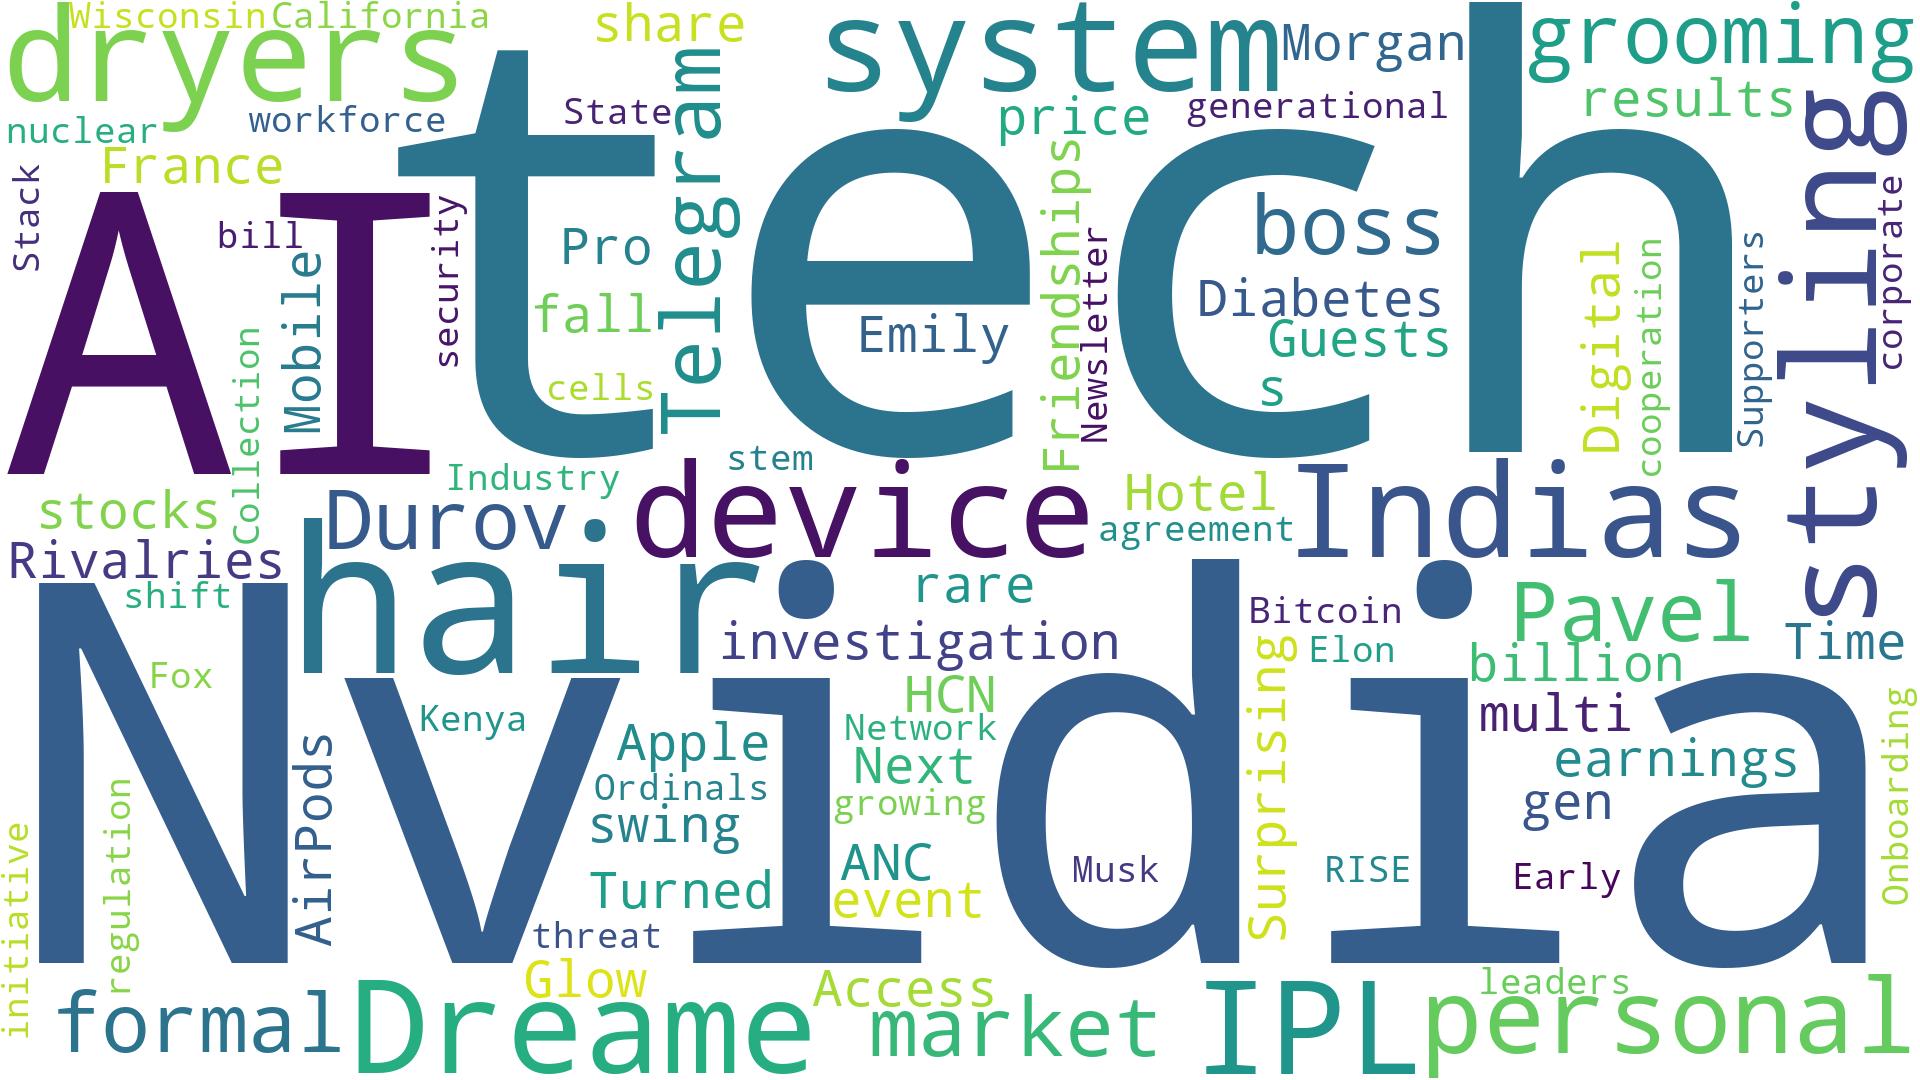 Wisconsin
California
dryers
share
system
Morgan
grooming
nuclear
workforce
State
Telegram
price
generational
results
styling
Stack
France
AI
tech
bill
Mobile
security
Pro
fall
cells
Emily
Friendships
Newsletter
boss
Diabetes
Guests
s
Digital
cooperation
Supporters
corporate
Collection
stocks
Industry
stem
Durov
device
Hotel
agreement
Indias
Rivalries
shift
hair
rare
investigation
Bitcoin
Elon
Pavel
billion
Time
Fox
Nvidia
Kenya
HCN
Network
Surprising
multi
Apple
Ordinals
Next
growing
earnings
gen
Onboarding
AirPods
regulation
initiative
swing
Turned
ANC
event
Musk
RISE
Early
threat
Glow
Access
leaders
formal
Dreame
market
IPL
personal